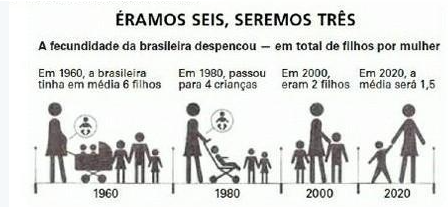 ÉRAMOS SEIS, SEREMOS TRÊS
A fecundidade da brasileira despencou — em total de filhos por mulher
Em 1960, a brasileira
tinha em média 6 filhos
Em 1980, passou
para 4 crianças
Em 2000,
eram 2 filhos
Em 2020, a
média será 1,5
1960
1980
2000
2020